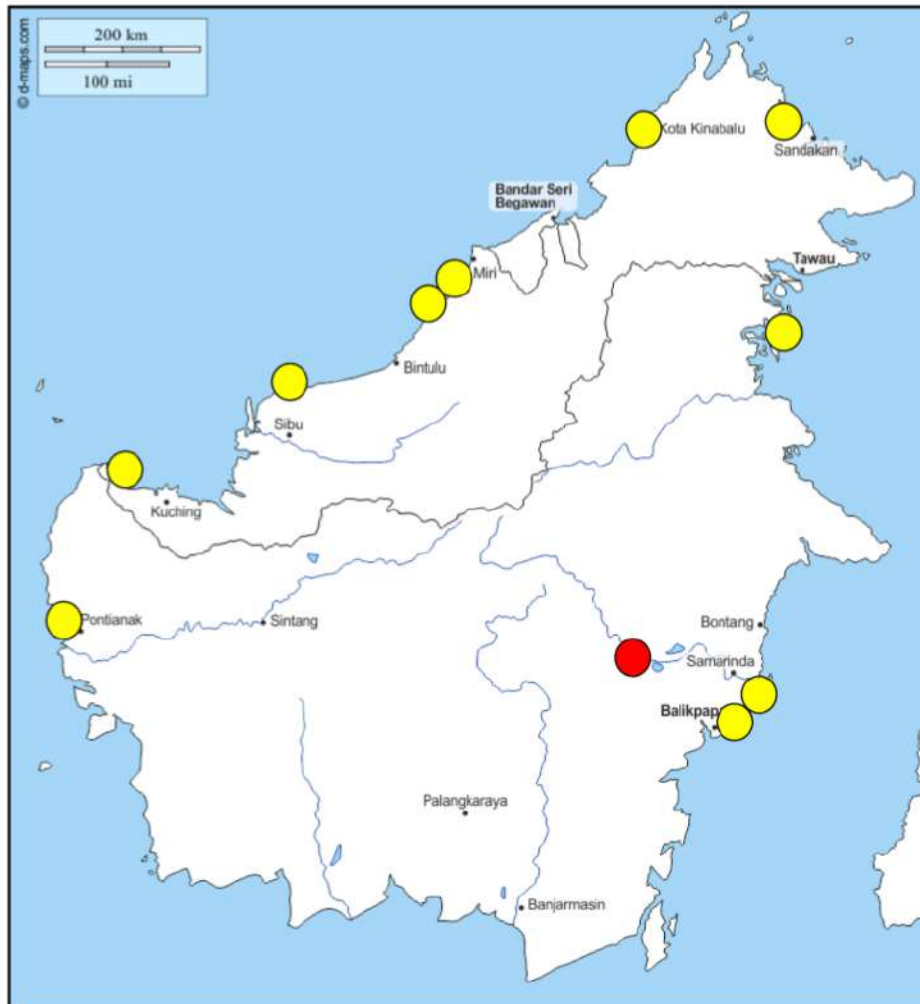 © d-maps.com
200 km
100 mi
Kota Kinabalu
Sandakan
Bandar Seri
Begawan
Miri
Tawau
Bintulu
Sibu
Kuching
Pontianak
Sintang
Bontang
Samarinda
Balikpap
Palangkaraya
Banjarmasin